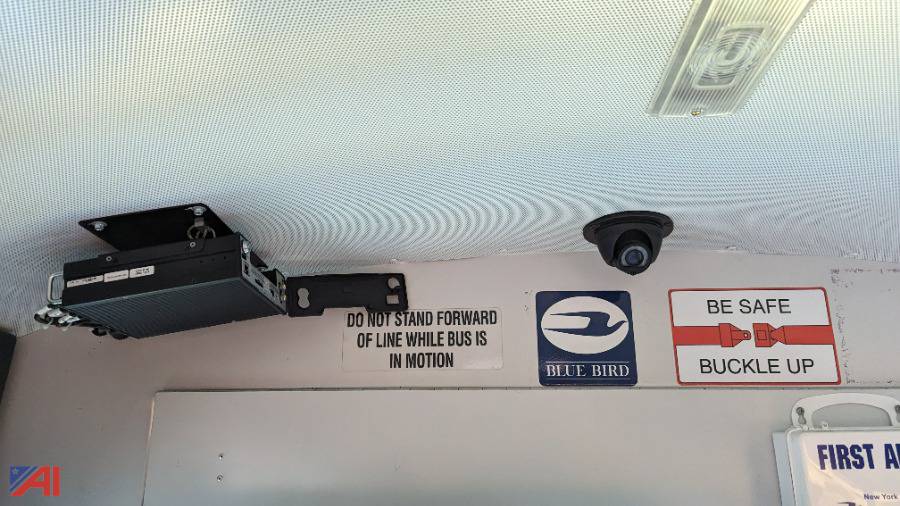 DO NOT STAND FORWARD
OF LINE WHILE BUS IS
IN MOTION
BLUE BIRD
BE SAFE
BUCKLE UP
FIRST A
New York
AI